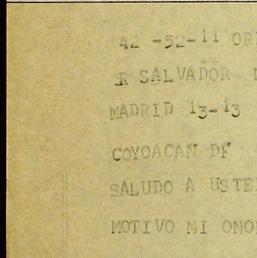 42 -52-11 OR
SALVADOR
MADRID 13-13
COYOACAN DF
SALUDO A USTE
MOTIVO MI ONO